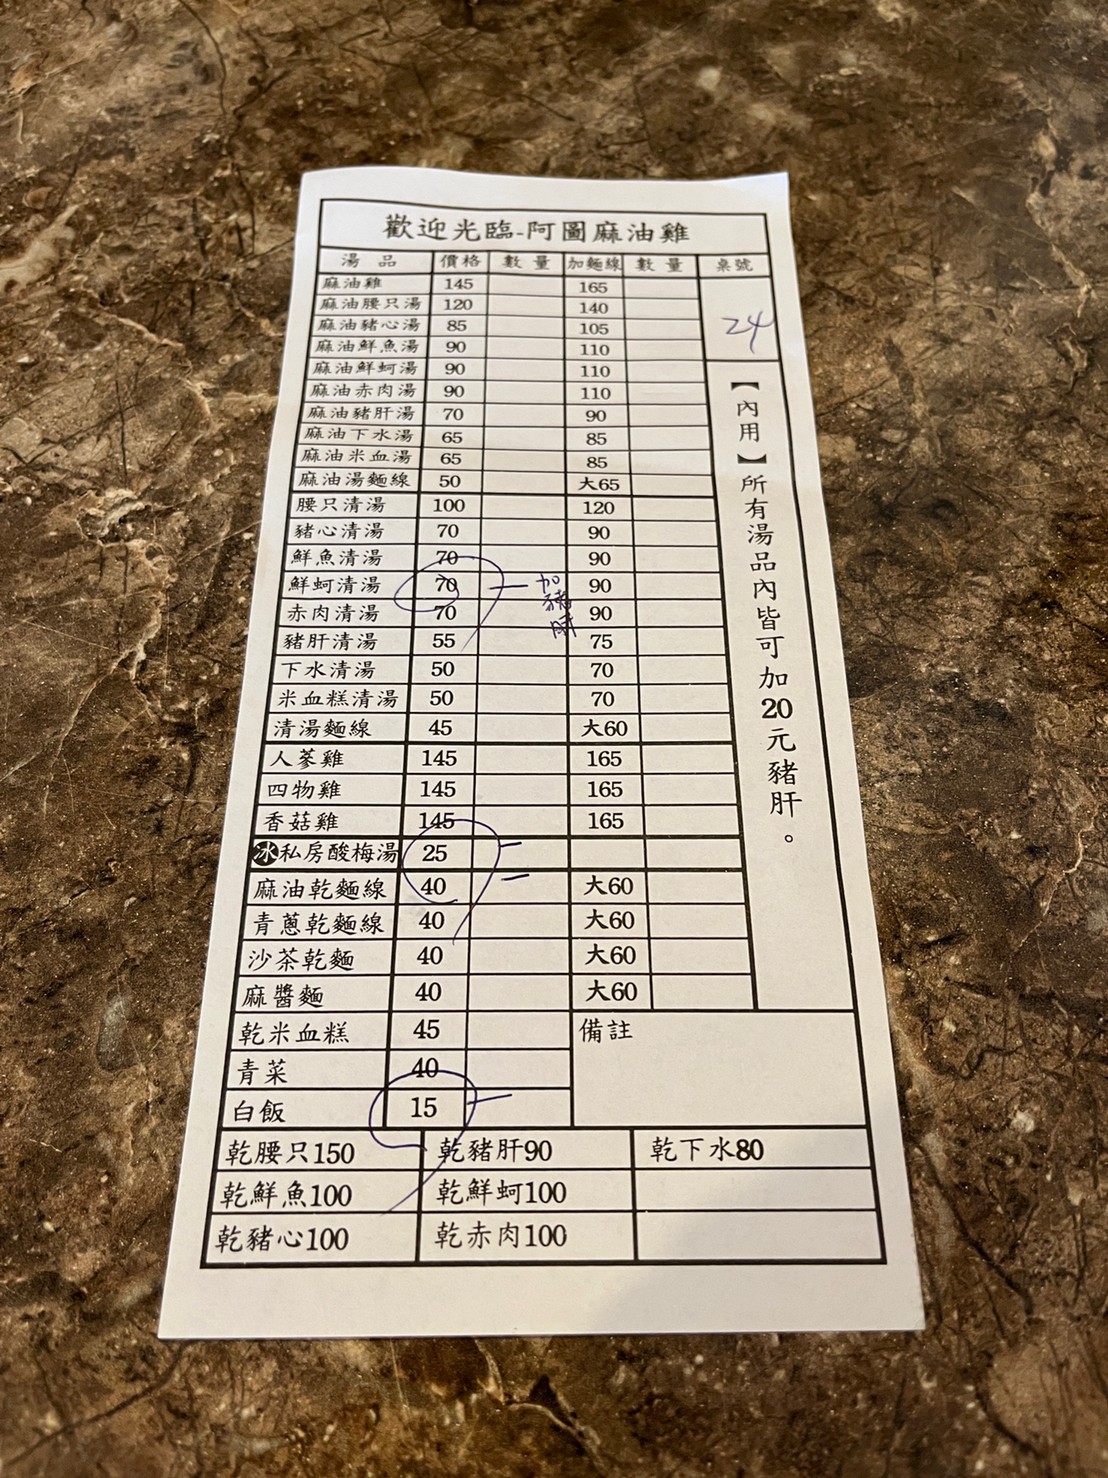 歡迎光臨-阿圖麻油雞
湯品 價格 數量 加麵線 數量 桌號
麻油雞 145 165
麻油腰只湯 120 140
麻油豬心湯 85 105
24
麻油鮮魚湯 90 110
麻油鮮蚵湯 90 110
麻油赤肉湯 90 110
麻油豬肝湯 70 90
麻油下水湯 65 85
麻油米血湯 65 85
麻油湯麵線 50 大65
腰只清湯 100 120
豬心清湯 70 90
鮮魚清湯 70 90
鮮蚵清湯 70 一 加豬肝 90
赤肉清湯 70 90
豬肝清湯 55 75
下水清湯 50 70
米血糕清湯 50 70
清湯麵線 45 大60
人蔘雞 145 165
四物雞 145 165
香菇雞 145 165
冰私房酸梅湯 25 一
麻油乾麵線 40 一 大60
青蔥乾麵線 40 大60
沙茶乾麵 40 大60
麻醬麵 40 大60
乾米血糕 45
青菜 40
白飯 15 一
【內用】所有湯品內皆可加20元豬肝。
備註
乾腰只150 乾豬肝90 乾下水80
乾鮮魚100 乾鮮蚵100
乾豬心100 乾赤肉100